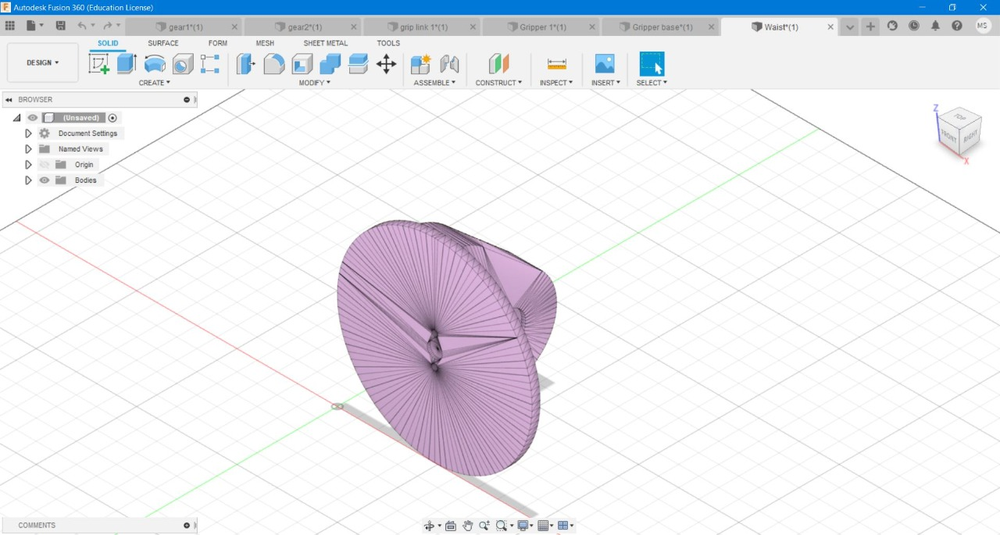 Autodesk Fusion 360 (Education License)
gear1*(1)
gear2*(1)
grip link 1*(1)
Gripper 1*(1)
Gripper base*(1)
Waist*(1)
MS
DESIGN
SOLID
SURFACE
FORM
MESH
SHEET METAL
TOOLS
CREATE
MODIFY
ASSEMBLE
CONSTRUCT
INSPECT
INSERT
SELECT
BROWSER
(Unsaved)
Document Settings
Named Views
Origin
Bodies
Z
TOP
FRONT
RIGHT
X
COMMENTS